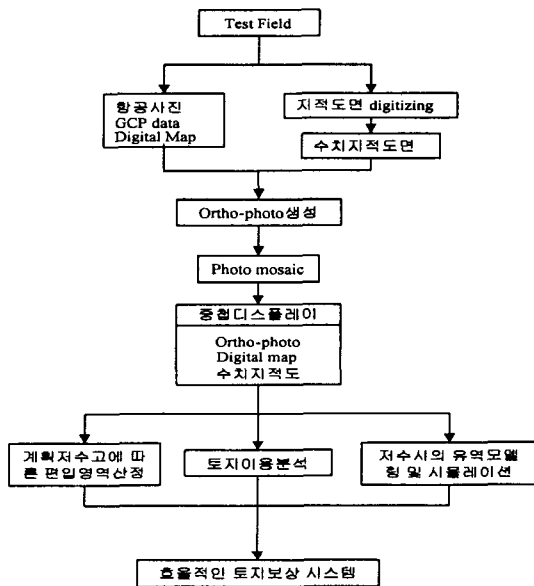 Test Field
항공사진
GCP data
Digital Map
지적도면 digitizing
수치지적도면
Ortho-photo생성
Photo mosaic
중첩디스플레이
Ortho-photo
Digital map
수치지적도
계획저수고에 따
른 편입영역산정
토지이용분석
저수시의 유역모델
링 및 시뮬레이션
효율적인 토지보상 시스템